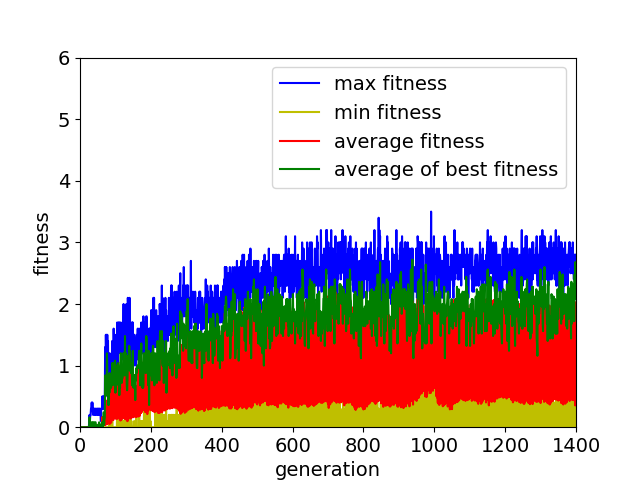 6
5
4
3
2
1
0
fitness
max fitness
min fitness
average fitness
average of best fitness
0 200 400 600 800 1000 1200 1400
generation